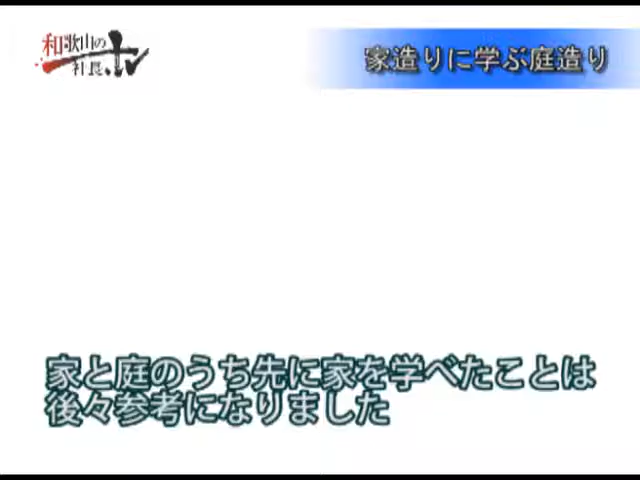 和歌山の
社長.tv
家造りに学ぶ庭造り
家と庭のうち先に家を学べたことは
後々参考になりました